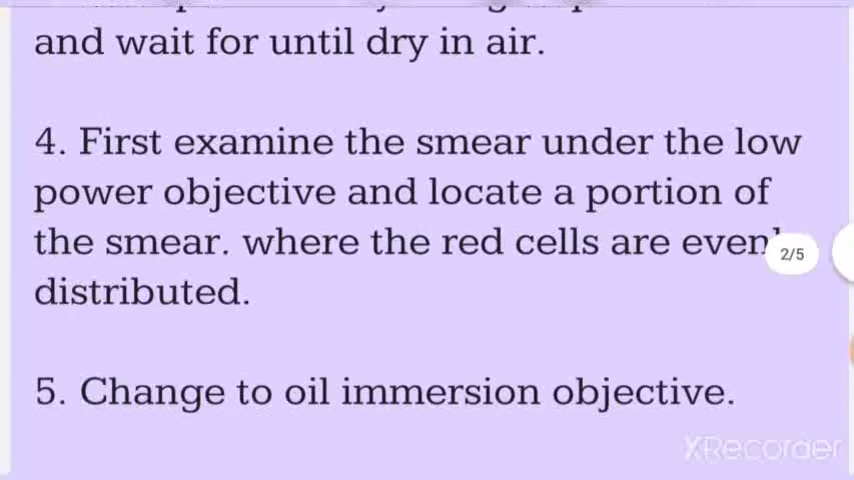 and wait for until dry in air.
4. First examine the smear under the low
power objective and locate a portion of
the smear. where the red cells are
distributed.
2/5
5. Change to oil immersion objective.
XRecorder